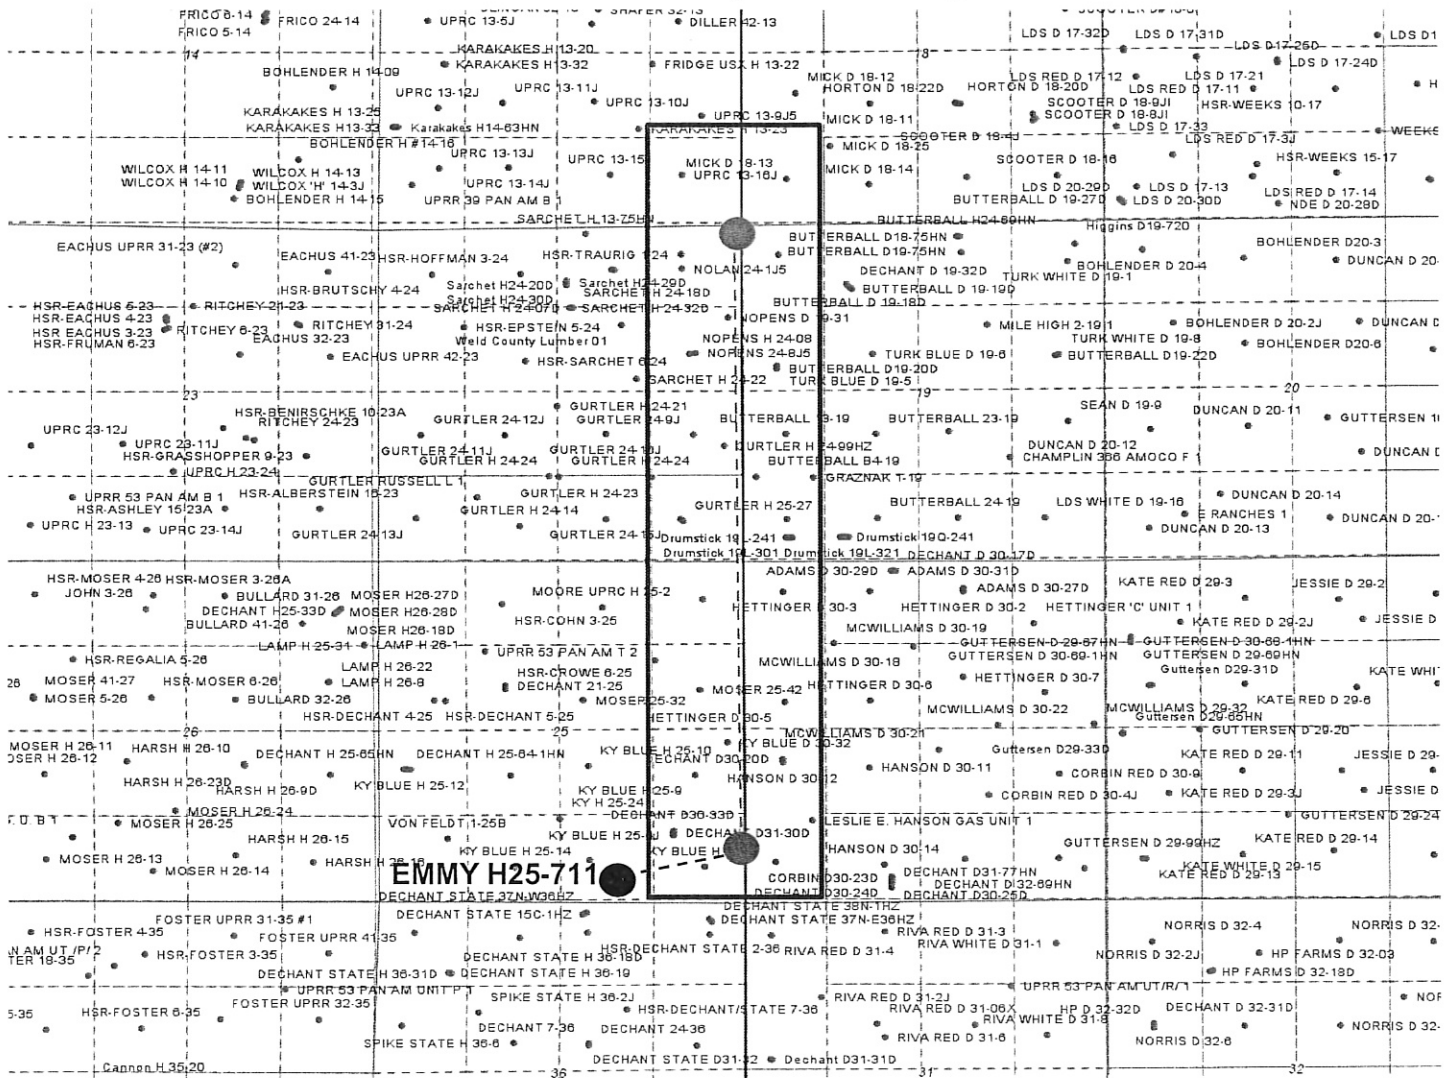 FRICO 6-14
FRICO 24-14
FRICO 5-14
UPRC 13-5J
DILLER 42-13
LDS D 17-32D
LDS D 17-31D
LDS D 17-25D
LDS D1
LDS D 17-24D
14
18
KARAKAKES H 13-20
KARAKAKES H13-32
FRIDGE USX H 13-22
BOHLENDER H 14-09
MICK D 18-12
HORTON D 18-22D
HORTON D 18-20D
LDS RED D 17-12
LDS D 17-21
LDS RED D 17-11
UPRC 13-12J
UPRC 13-11J
UPRC 13-10J
UPRC 13-9J5
SCOOTER D 18-9JI
SCOOTER D 18-8JI
HSR-WEEKS 10-17
H
KARAKAKES H 13-25
KARAKAKES H13-33
Karakakes H14-63HN
KARAKAKES H 13-23
MICK D 18-11
LDS D 17-33
WEEKS
BOHLENDER H #14-16
SCOOTER D 18-4J
MICK D 18-25
LDS RED D 17-3J
UPRC 13-13J
UPRC 13-15
MICK D 18-13
MICK D 18-14
SCOOTER D 18-16
HSR-WEEKS 15-17
WILCOX H 14-11
WILCOX H 14-13
WILCOX H 14-10
WILCOX 'H' 14-3J
UPRC 13-14J
UPRC 13-16J
LDS D 20-29D
LDS D 17-13
LDS RED D 17-14
BOHLENDER H 14-15
UPRR 39 PAN AM B 1
BUTTERBALL D 19-27D
LDS D 20-30D
NDE D 20-28D
SARCHET H 13-75HN
BUTTERBALL H24-69HN
Higgins D19-720
EACHUS UPRR 31-23 (#2)
BUTTERBALL D18-75HN
BUTTERBALL D19-75HN
BOHLENDER D20-3
EACHUS 41-23
HSR-HOFFMAN 3-24
HSR-TRAURIG 1-24
NOLAN 24-1J5
DECHANT D 19-32D
BOHLENDER D 20-4
DUNCAN D 20-
HSR-BRUTSCHY 4-24
Sarchet H24-20D
Sarchet H24-29D
SARCHET H 24-18D
TURK WHITE D 19-1
BUTTERBALL D 19-19D
BUTTERBALL D 19-18D
HSR-EACHUS 5-23
RITCHEY 21-23
Sarchet H24-30D
SARCHET H 24-07D
SARCHET H 24-32D
HSR-EACHUS 4-23
HSR EACHUS 3-23
RITCHEY 6-23
RITCHEY 31-24
HSR-EPSTEIN 5-24
NOPENS D 19-31
MILE HIGH 2-19 1
BOHLENDER D 20-2J
DUNCAN D
HSR-FRUMAN 6-23
EACHUS 32-23
Weld County Lumber 01
NOPENS H 24-08
TURK WHITE D 19-8
BOHLENDER D20-6
EACHUS UPRR 42-23
HSR-SARCHET 6-24
NOPENS 24-8J5
TURK BLUE D 19-6
BUTTERBALL D 19-22D
BUTTERBALL D 19-20D
SARCHET H 24-22
TURK BLUE D 19-5
23
19
20
HSR-BENIRSCHKE 10-23A
RITCHEY 24-23
GURTLER H 24-21
SEAN D 19-9
DUNCAN D 20-11
GURTLER 24-12J
GURTLER 24-9J
BUTTERBALL 13-19
BUTTERBALL 23-19
GUTTERSEN 1
UPRC 23-12J
UPRC 23-11J
HSR-GRASSHOPPER 9-23
GURTLER 24-11J
GURTLER 24-10J
GURTLER H 24-99HZ
DUNCAN D 20-12
CHAMPLIN 366 AMOCO F 1
DUNCAN D
UPRC H 23-24
GURTLER H 24-24
GURTLER H 24-24
BUTTERBALL B4-19
GURTLER RUSSELL L 1
GRAZNAK 1-19
UPRR 53 PAN AM B 1
HSR-ALBERSTEIN 16-23
GURTLER H 24-23
DUNCAN D 20-14
HSR-ASHLEY 15-23A
GURTLER H 24-14
GURTLER H 25-27
BUTTERBALL 24-19
LDS WHITE D 19-16
E RANCHES 1
DUNCAN D 20-
UPRC H 23-13
UPRC 23-14J
GURTLER 24-13J
GURTLER 24-15J
Drumstick 19L-241
Drumstick 19Q-241
DUNCAN D 20-13
Drumstick 19L-301
Drumstick 19L-321
DECHANT D 30-17D
HSR-MOSER 4-26
HSR-MOSER 3-26A
ADAMS D 30-29D
ADAMS D 30-31D
KATE RED D 29-3
JESSIE D 29-2
JOHN 3-26
BULLARD 31-26
MOSER H26-27D
MOORE UPRC H 25-2
ADAMS D 30-27D
DECHANT H25-33D
MOSER H26-28D
HETTINGER D 30-3
HETTINGER D 30-2
HETTINGER 'C' UNIT 1
BULLARD 41-26
MOSER H26-18D
HSR-COHN 3-25
MCWILLIAMS D 30-19
KATE RED D 29-2J
JESSIE D
LAMP H 25-31
LAMP H 26-1
GUTTERSEN D 29-67HN
GUTTERSEN D 30-69-1HN
HSR-REGALIA 5-26
UPRR 53 PAN AM T 2
MCWILLIAMS D 30-18
GUTTERSEN D 30-69-1HN
GUTTERSEN D 29-69HN
LAMP H 26-22
HSR-CROWE 6-25
Guttersen D29-31D
KATE WHI
26
MOSER 41-27
HSR-MOSER 6-26
LAMP H 26-8
DECHANT 21-25
MOSER 25-42
HETTINGER D 30-6
HETTINGER D 30-7
MOSER 5-26
BULLARD 32-26
MOSER 25-32
MCWILLIAMS D 29-32
KATE RED D 29-6
HSR-DECHANT 4-25
HSR-DECHANT 5-25
HETTINGER D 30-5
MCWILLIAMS D 30-22
Guttersen D29-65HN
26
25
MCWILLIAMS D 30-21
GUTTERSEN D 29-20
MOSER H 26-11
HARSH H 26-10
DECHANT H 25-65HN
DECHANT H 25-64-1HN
KY BLUE H 25-10
KY BLUE D 30-32
Guttersen D29-33D
KATE RED D 29-11
JESSIE D 29-
OSER H 26-12
DECHANT D30-20D
HANSON D 30-11
CORBIN RED D 30-9
HARSH H 26-23D
HARSH H 26-9D
KY BLUE H 25-12
KY BLUE H 25-9
HANSON D 30-12
CORBIN RED D 30-4J
KATE RED D 29-3J
JESSIE D
MOSER H 26-24
KY H 25-24
DECHANT D36-33D
MOSER H 26-25
VON FELDT 1-25B
LESLIE E. HANSON GAS UNIT 1
GUTTERSEN D 29-24
HARSH H 26-15
KY BLUE H 25-14
DECHANT D31-30D
HANSON D 30-14
GUTTERSEN D 29-99HZ
KATE RED D 29-14
MOSER H 26-13
MOSER H 26-14
KY BLUE H
DECHANT D31-77HN
KATE WHITE D 29-15
EMMY H25-711
CORBIN D30-23D
DECHANT D 32-69HN
KATE RED D 29-13
DECHANT STATE 37N-W36HZ
DECHANT D30-24D
DECHANT D30-25D
FOSTER UPRR 31-35 #1
DECHANT STATE 15C-1HZ
DECHANT STATE 38N-1HZ
DECHANT STATE 37N-E36HZ
NORRIS D 32-4
NORRIS D 32-
HSR-FOSTER 4-35
FOSTER UPRR 41-35
RIVA RED D 31-3
RIVA WHITE D 31-1
HSR-FOSTER 3-35
DECHANT STATE H 36-18D
HSR-DECHANT STATE 2-36
RIVA RED D 31-4
NORRIS D 32-2J
HP FARMS D 32-03
TER 18-35
DECHANT STATE H 36-31D
DECHANT STATE H 36-19
HP FARMS D 32-18D
UPRR 53 PAN AM UNIT P 1
SPIKE STATE H 36-2J
RIVA RED D 31-2J
UPRR 53 PAN AM UT/R/ 1
5-35
HSR-FOSTER 6-35
FOSTER UPRR 32-35
HSR-DECHANT/STATE 7-36
RIVA RED D 31-06X
HP D 32-32D
DECHANT D 32-31D
NOR
DECHANT 7-36
DECHANT 24-36
RIVA WHITE D 31-8
NORRIS D 32-
SPIKE STATE H 36-6
RIVA RED D 31-6
NORRIS D 32-6
Cannon H 35-20
DECHANT STATE D31-32
Dechant D31-31D
36
31
32